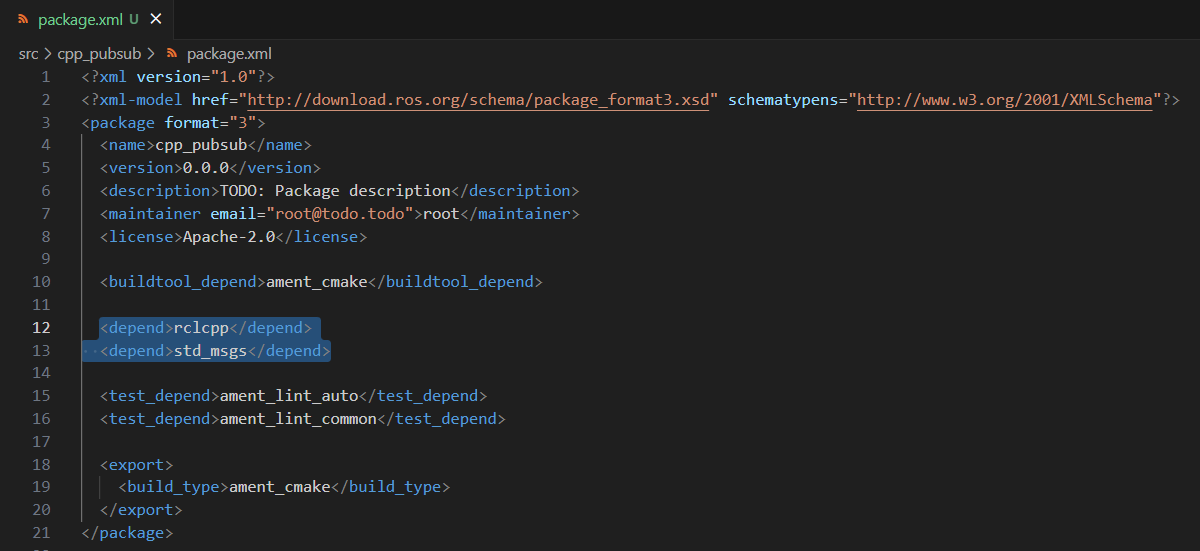 package.xml U ×
src > cpp_pubsub > package.xml
1 <?xml version="1.0"?>
2 <?xml-model href="http://download.ros.org/schema/package_format3.xsd" schematypens="http://www.w3.org/2001/XMLSchema"?>
3 <package format="3">
4 <name>cpp_pubsub</name>
5 <version>0.0.0</version>
6 <description>TODO: Package description</description>
7 <maintainer email="root@todo.todo">root</maintainer>
8 <license>Apache-2.0</license>
9
10 <buildtool_depend>ament_cmake</buildtool_depend>
11
12 <depend>rclcpp</depend>
13 <depend>std_msgs</depend>
14
15 <test_depend>ament_lint_auto</test_depend>
16 <test_depend>ament_lint_common</test_depend>
17
18 <export>
19 <build_type>ament_cmake</build_type>
20 </export>
21 </package>